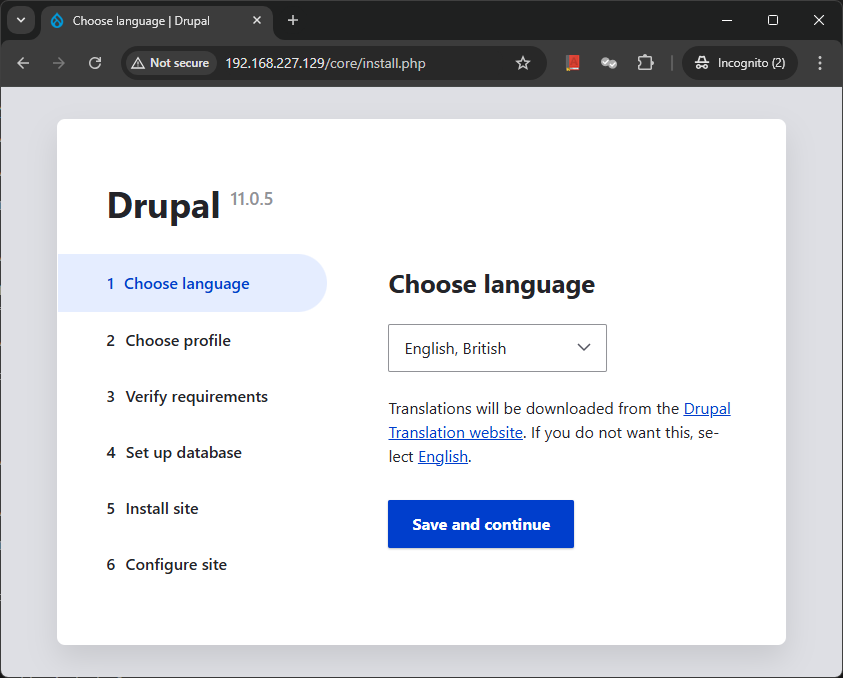 Choose language | Drupal
Not secure
192.168.227.129/core/install.php
Incognito (2)
Drupal 11.0.5
1 Choose language
2 Choose profile
3 Verify requirements
4 Set up database
5 Install site
6 Configure site
Choose language
English, British
Translations will be downloaded from the Drupal
Translation website. If you do not want this, se-
lect English.
Save and continue